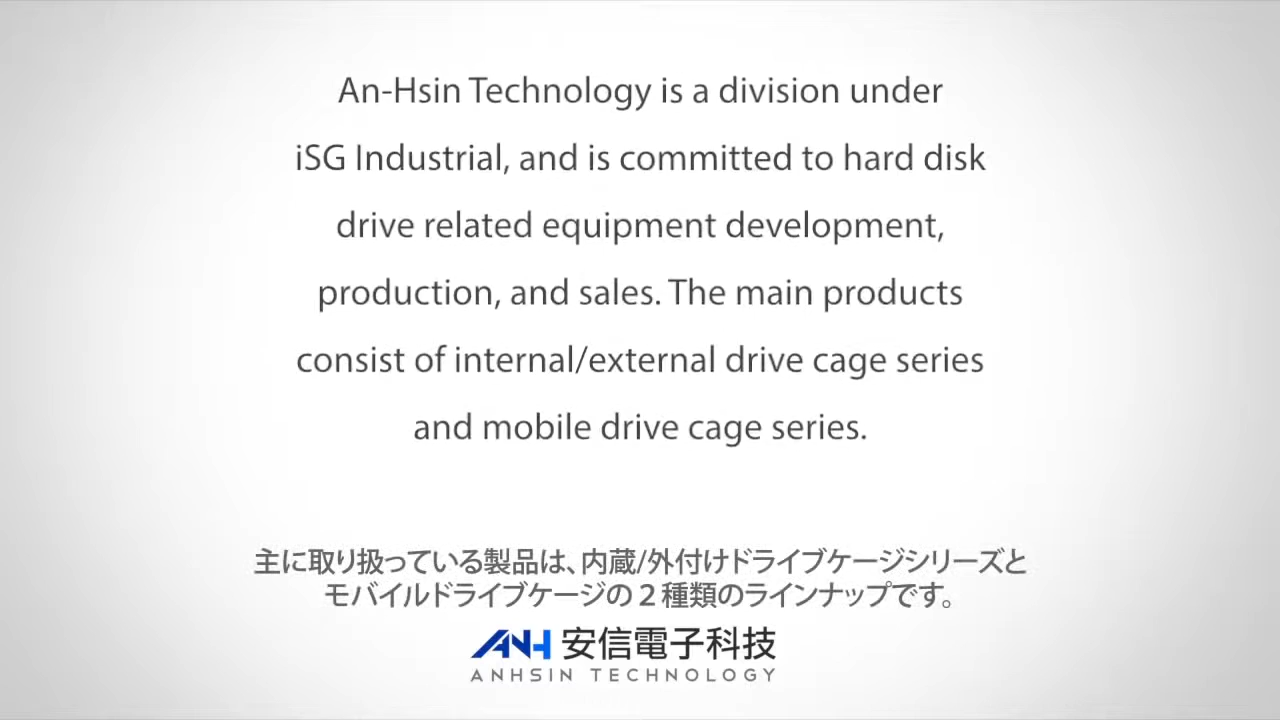 An-Hsin Technology is a division under
iSG Industrial, and is committed to hard disk
drive related equipment development,
production, and sales. The main products
consist of internal/external drive cage series
and mobile drive cage series.
主に取り扱っている製品は、内蔵/外付けドライブケージシリーズと
モバイルドライブケージの２種類のラインナップです。
ANH 安信電子科技
ANHSIN TECHNOLOGY